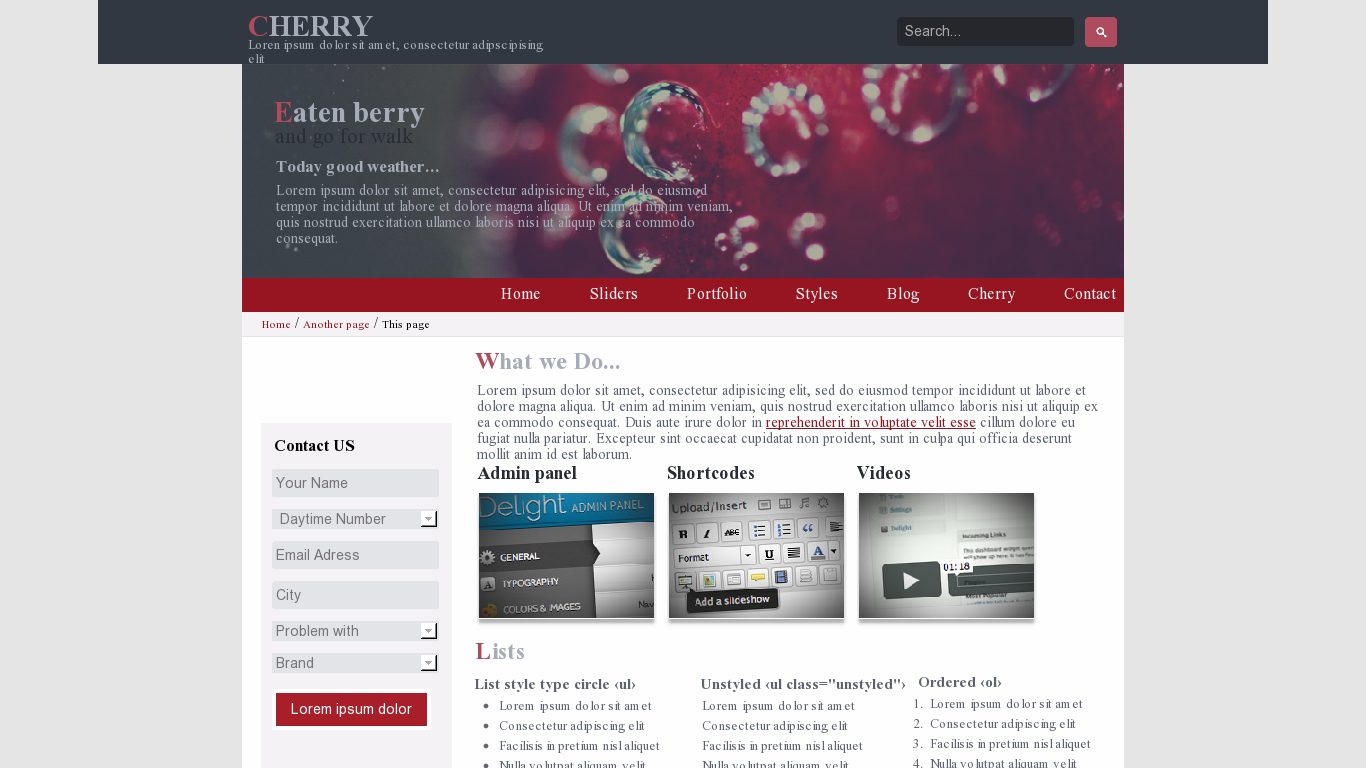 CHERRY
Loren ipsum dolor sit amet, consectetur adipscipising
elit
Search...
Eaten berry
and go for walk
Today good weather...
Lorem ipsum dolor sit amet, consectetur adipisicing elit, sed do eiusmod
tempor incididunt ut labore et dolore magna aliqua. Ut enim ad minim veniam,
quis nostrud exercitation ullamco laboris nisi ut aliquip ex ea commodo
consequat.
Home Sliders Portfolio Styles Blog Cherry Contact
Home / Another page / This page
What we Do...
Lorem ipsum dolor sit amet, consectetur adipisicing elit, sed do eiusmod tempor incididunt ut labore et
dolore magna aliqua. Ut enim ad minim veniam, quis nostrud exercitation ullamco laboris nisi ut aliquip ex
ea commodo consequat. Duis aute irure dolor in reprehenderit in voluptate velit esse cillum dolore eu
fugiat nulla pariatur. Excepteur sint occaecat cupidatat non proident, sunt in culpa qui officia deserunt
mollit anim id est laborum.
Contact US
Your Name
Daytime Number
Email Adress
City
Problem with
Brand
Lorem ipsum dolor
Admin panel Shortcodes Videos
Delight ADMIN PANEL
GENERAL
TYPOGRAPHY
COLORS & IMAGES
Upload/Insert
B I ABC
Format U A
Add a slideshow
Settings
Delight
Incoming Links
01:18
Lists
List style type circle ‹ul›
• Lorem ipsum dolor sit amet
• Consectetur adipiscing elit
• Facilisis in pretium nisl aliquet
• Nulla volutpat aliquam velit
Unstyled ‹ul class="unstyled"›
Lorem ipsum dolor sit amet
Consectetur adipiscing elit
Facilisis in pretium nisl aliquet
Nulla volutpat aliquam velit
Ordered ‹ol›
1. Lorem ipsum dolor sit amet
2. Consectetur adipiscing elit
3. Facilisis in pretium nisl aliquet
4. Nulla volutpat aliquam velit